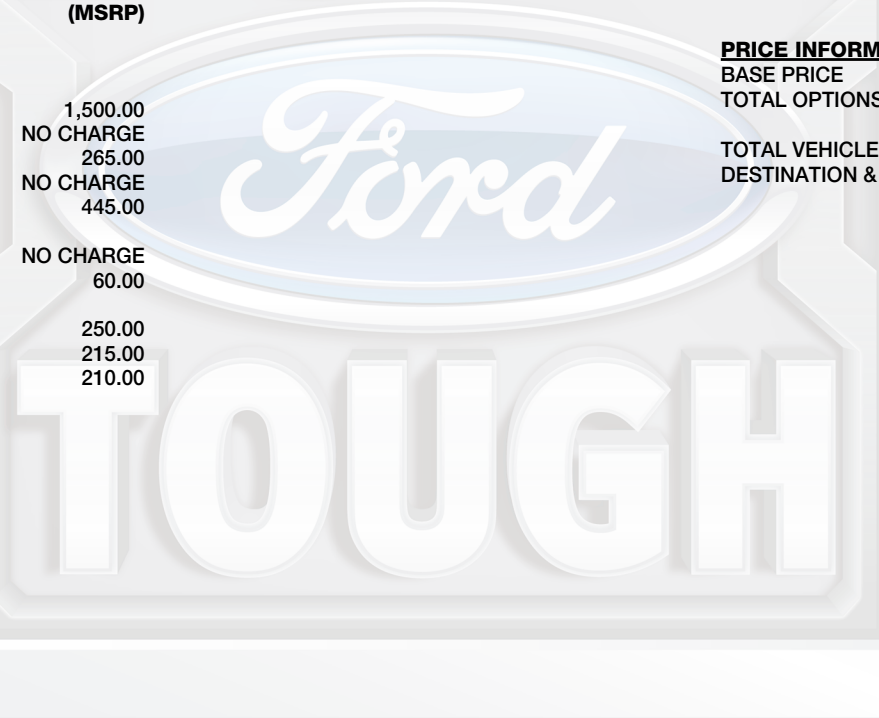 (MSRP)
1,500.00
NO CHARGE
265.00
NO CHARGE
445.00
NO CHARGE
60.00
250.00
215.00
210.00
PRICE INFORM
BASE PRICE
TOTAL OPTIONS
TOTAL VEHICLE
DESTINATION &
Ford
TOUGH